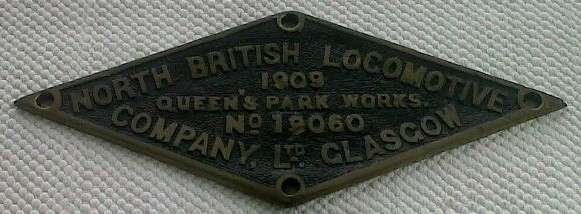 NORTH BRITISH LOCOMOTIVE
1909
QUEEN'S PARK WORKS.
No 19060
COMPANY, LTD. GLASGOW